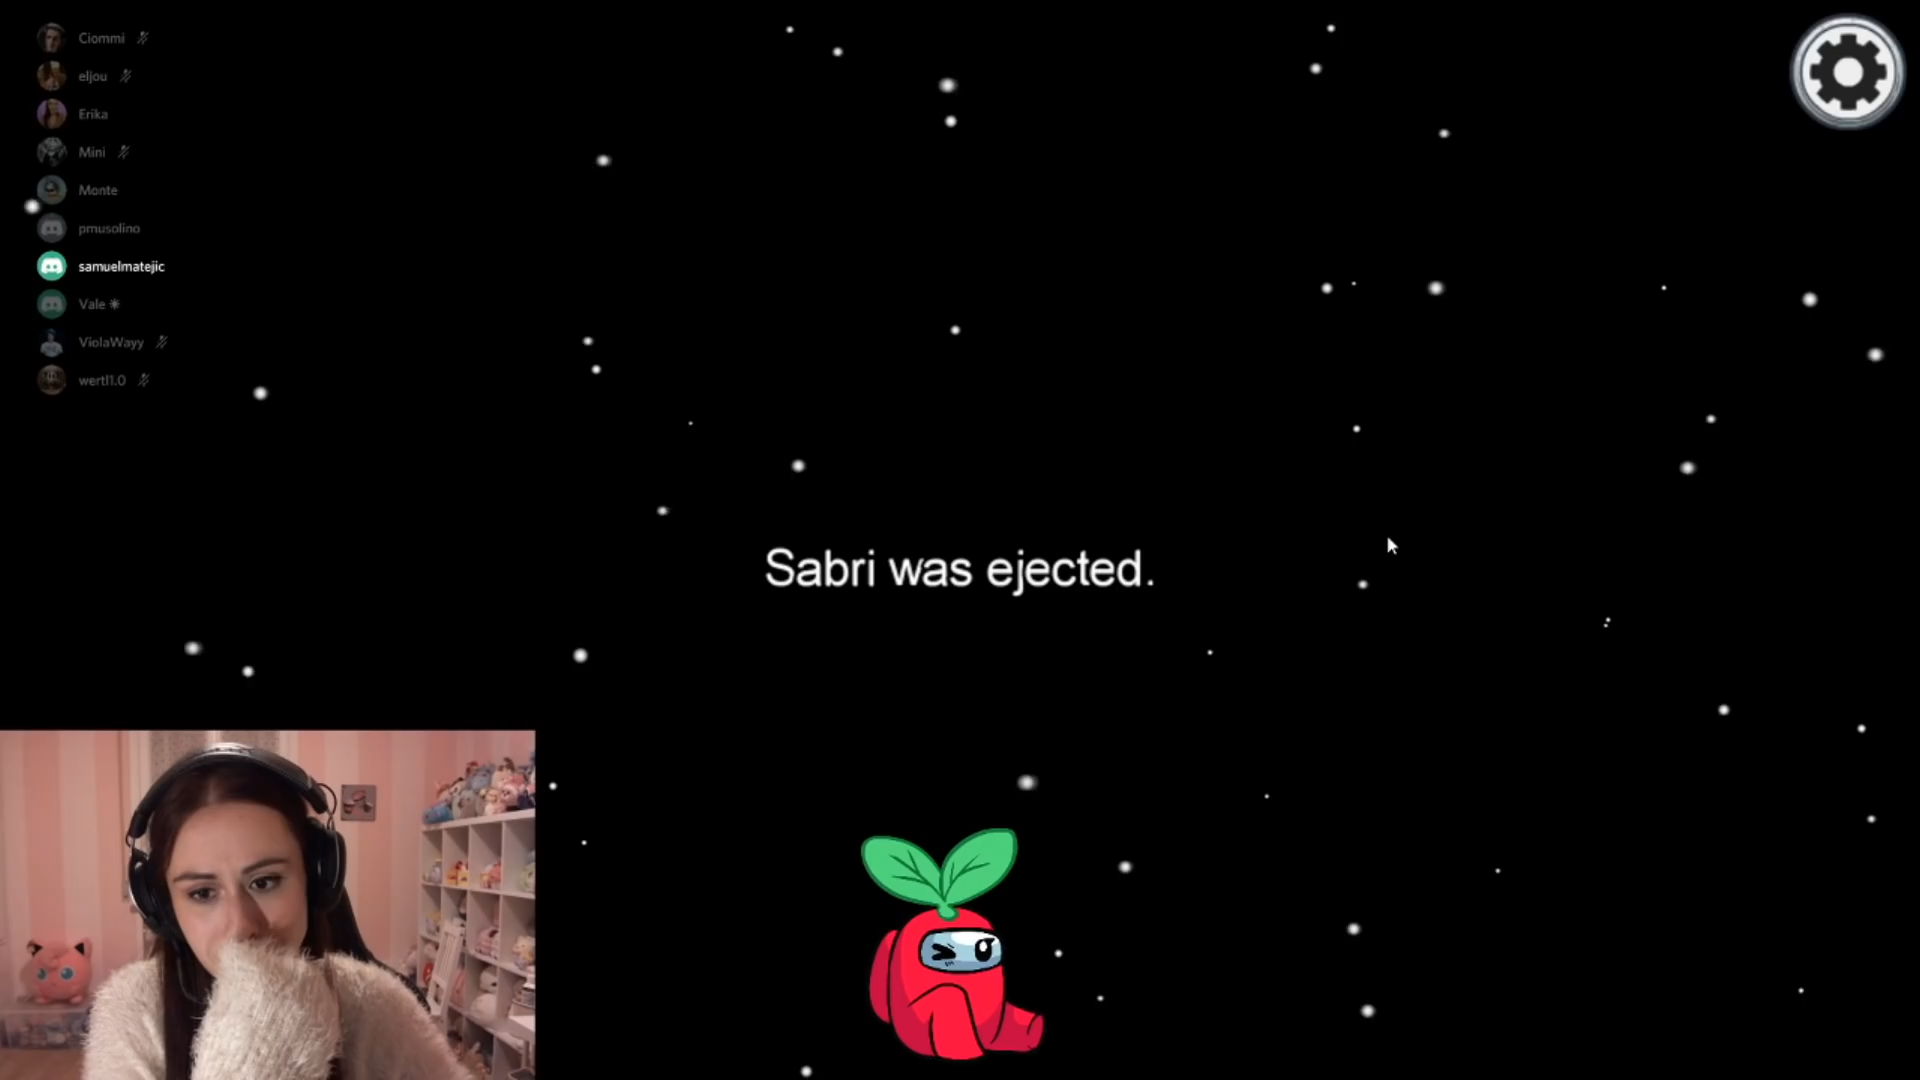 Ciommi
eljou
Erika
Mini
Monte
pmusolino
samuelmatejic
Vale ☀
ViolaWayy
wertl1.0
Sabri was ejected.